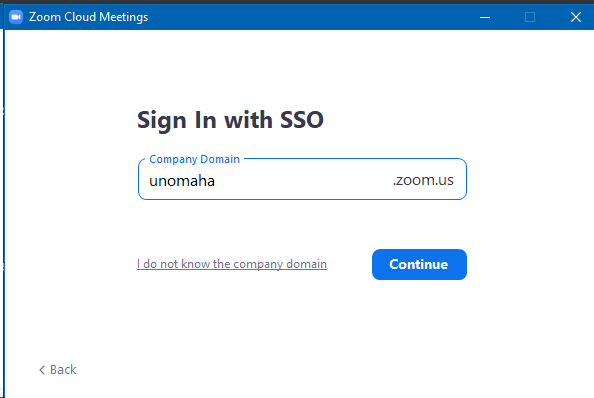 Zoom Cloud Meetings
Sign In with SSO
Company Domain
unomaha .zoom.us
I do not know the company domain Continue
Back